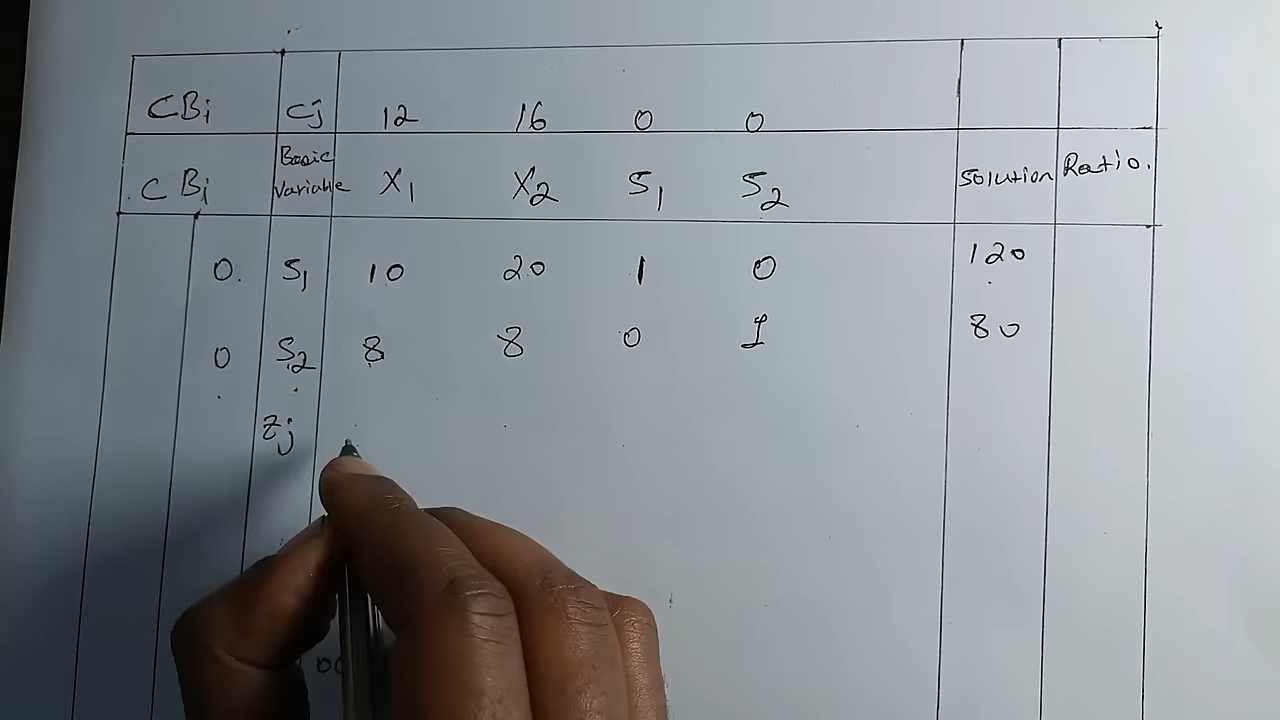 CBi Cj 12 16 0 0
CBi Basic Variable X1 X2 S1 S2 Solution Ratio.
0. S1 10 20 1 0 120
0 S2 8 8 0 1 80
Zj